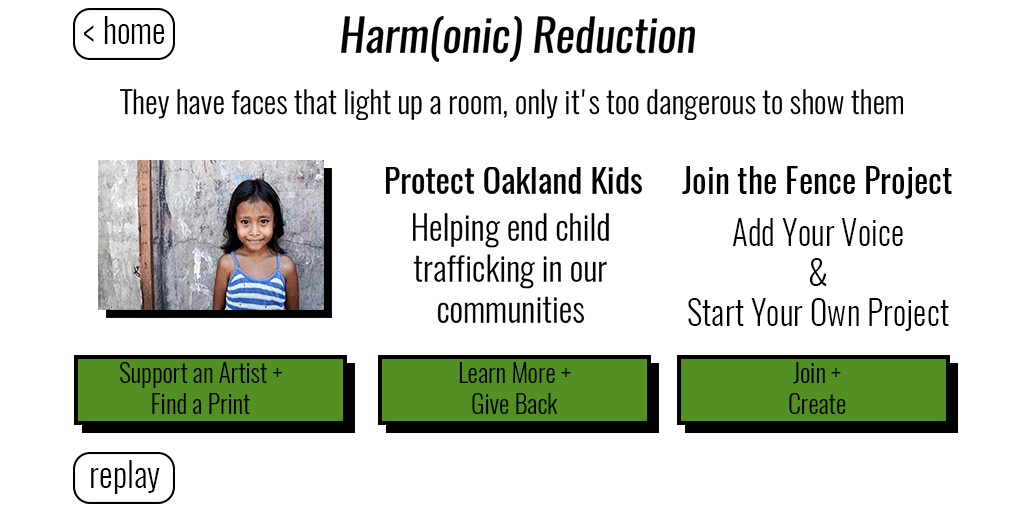 < home
Harm(onic) Reduction
They have faces that light up a room, only it's too dangerous to show them
Protect Oakland Kids
Helping end child
trafficking in our
communities
Join the Fence Project
Add Your Voice
&
Start Your Own Project
Support an Artist +
Find a Print
Learn More +
Give Back
Join +
Create
replay